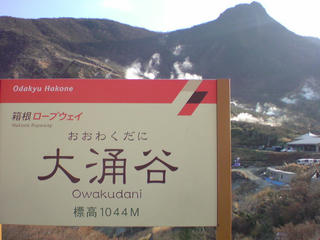 Odakyu Hakone
箱根ロープウェイ
Hakone Ropeway
おおわくだに
大涌谷
Owakudani
標高1044M